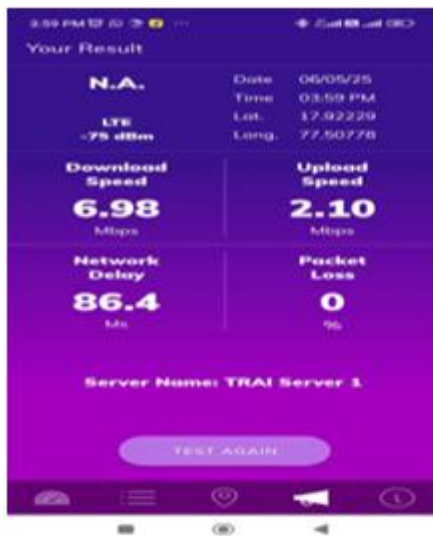 3:59 PM
Your Result
N.A.
LTE
-75 dBm
Date 06/05/25
Time 03:59 PM
Lat. 17.92229
Long. 77.50778
Download Speed
6.98
Mbps
Upload Speed
2.10
Mbps
Network Delay
86.4
Ms
Packet Loss
0
%
Server Name: TRAI Server 1
TEST AGAIN